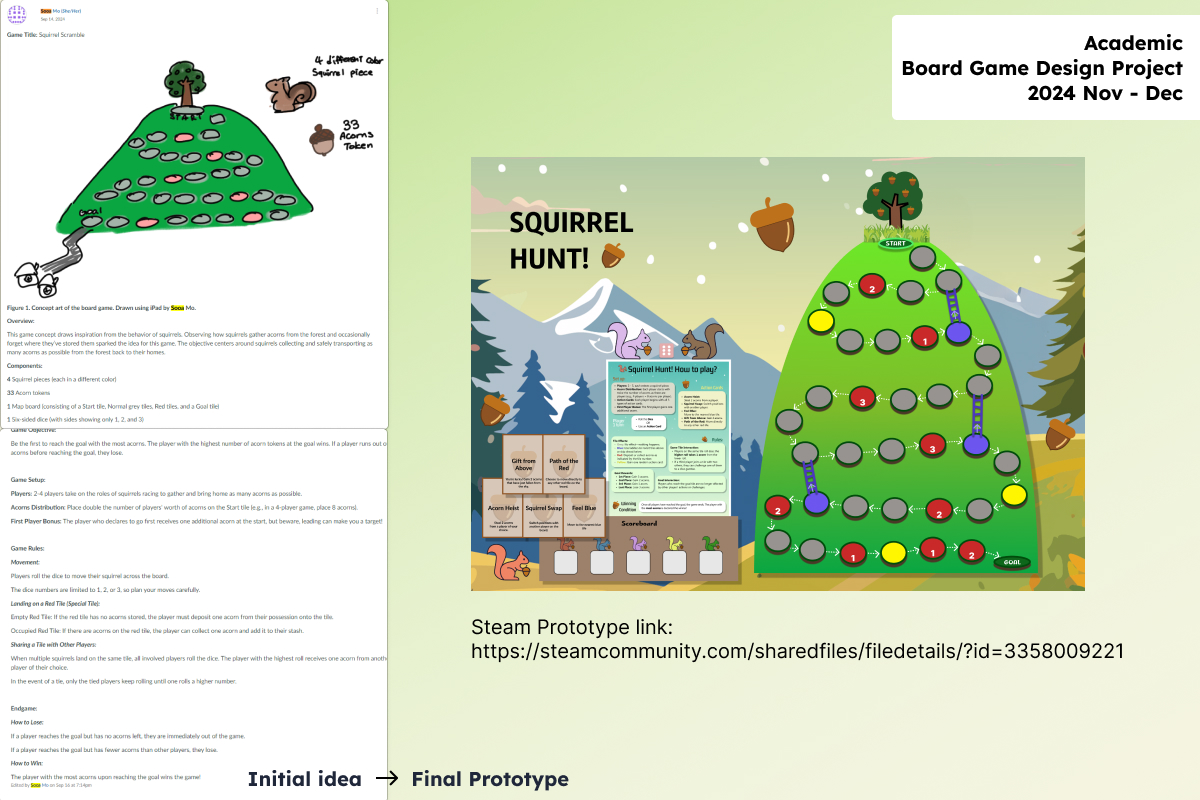 Sooa Mo (She/Her)
Sep 14, 2024
Game Title: Squirrel Scramble
4 different color
Squirrel piece
33
Acorns
Token
START
Goal
Figure 1. Concept art of the board game. Drawn using iPad by Sooa Mo.
Overview:
This game concept draws inspiration from the behavior of squirrels. Observing how squirrels gather acorns from the forest and occasionally
forget where they've stored them sparked the idea for this game. The objective centers around squirrels collecting and safely transporting as
many acorns as possible from the forest back to their homes.
Components:
4 Squirrel pieces (each in a different color)
33 Acorn tokens
1 Map board (consisting of a Start tile, Normal grey tiles, Red tiles, and a Goal tile)
1 Six-sided dice (with sides showing only 1, 2, and 3)
Game Objective:
Be the first to reach the goal with the most acorns. The player with the highest number of acorn tokens at the goal wins. If a player runs out o
acorns before reaching the goal, they lose.
Game Setup:
Players: 2-4 players take on the roles of squirrels racing to gather and bring home as many acorns as possible.
Acorns Distribution: Place double the number of players' worth of acorns on the Start tile (e.g., in a 4-player game, place 8 acorns).
First Player Bonus: The player who declares to go first receives one additional acorn at the start, but beware, leading can make you a target!
Game Rules:
Movement:
Players roll the dice to move their squirrel across the board.
The dice numbers are limited to 1, 2, or 3, so plan your moves carefully.
Landing on a Red Tile (Special Tile):
Empty Red Tile: If the red tile has no acorns stored, the player must deposit one acorn from their possession onto the tile.
Occupied Red Tile: If there are acorns on the red tile, the player can collect one acorn and add it to their stash.
Sharing a Tile with Other Players:
When multiple squirrels land on the same tile, all involved players roll the dice. The player with the highest roll receives one acorn from anoth
player of their choice.
In the event of a tie, only the tied players keep rolling until one rolls a higher number.
Endgame:
How to Lose:
If a player reaches the goal but has no acorns left, they are immediately out of the game.
If a player reaches the goal but has fewer acorns than other players, they lose.
How to Win:
The player with the most acorns upon reaching the goal wins the game!
Edited by Sooa Mo on Sep 16 at 7:14pm
Initial idea → Final Prototype
Academic
Board Game Design Project
2024 Nov - Dec
SQUIRREL
HUNT!
START
2
1
3
3
2
2
1
1
2
GOAL
Squirrel Hunt! How to play?
Gift from
Above
Path of the
Red
Acorn Heist
Squirrel Swap
Feel Blue
Scoreboard
Steam Prototype link:
https://steamcommunity.com/sharedfiles/filedetails/?id=3358009221